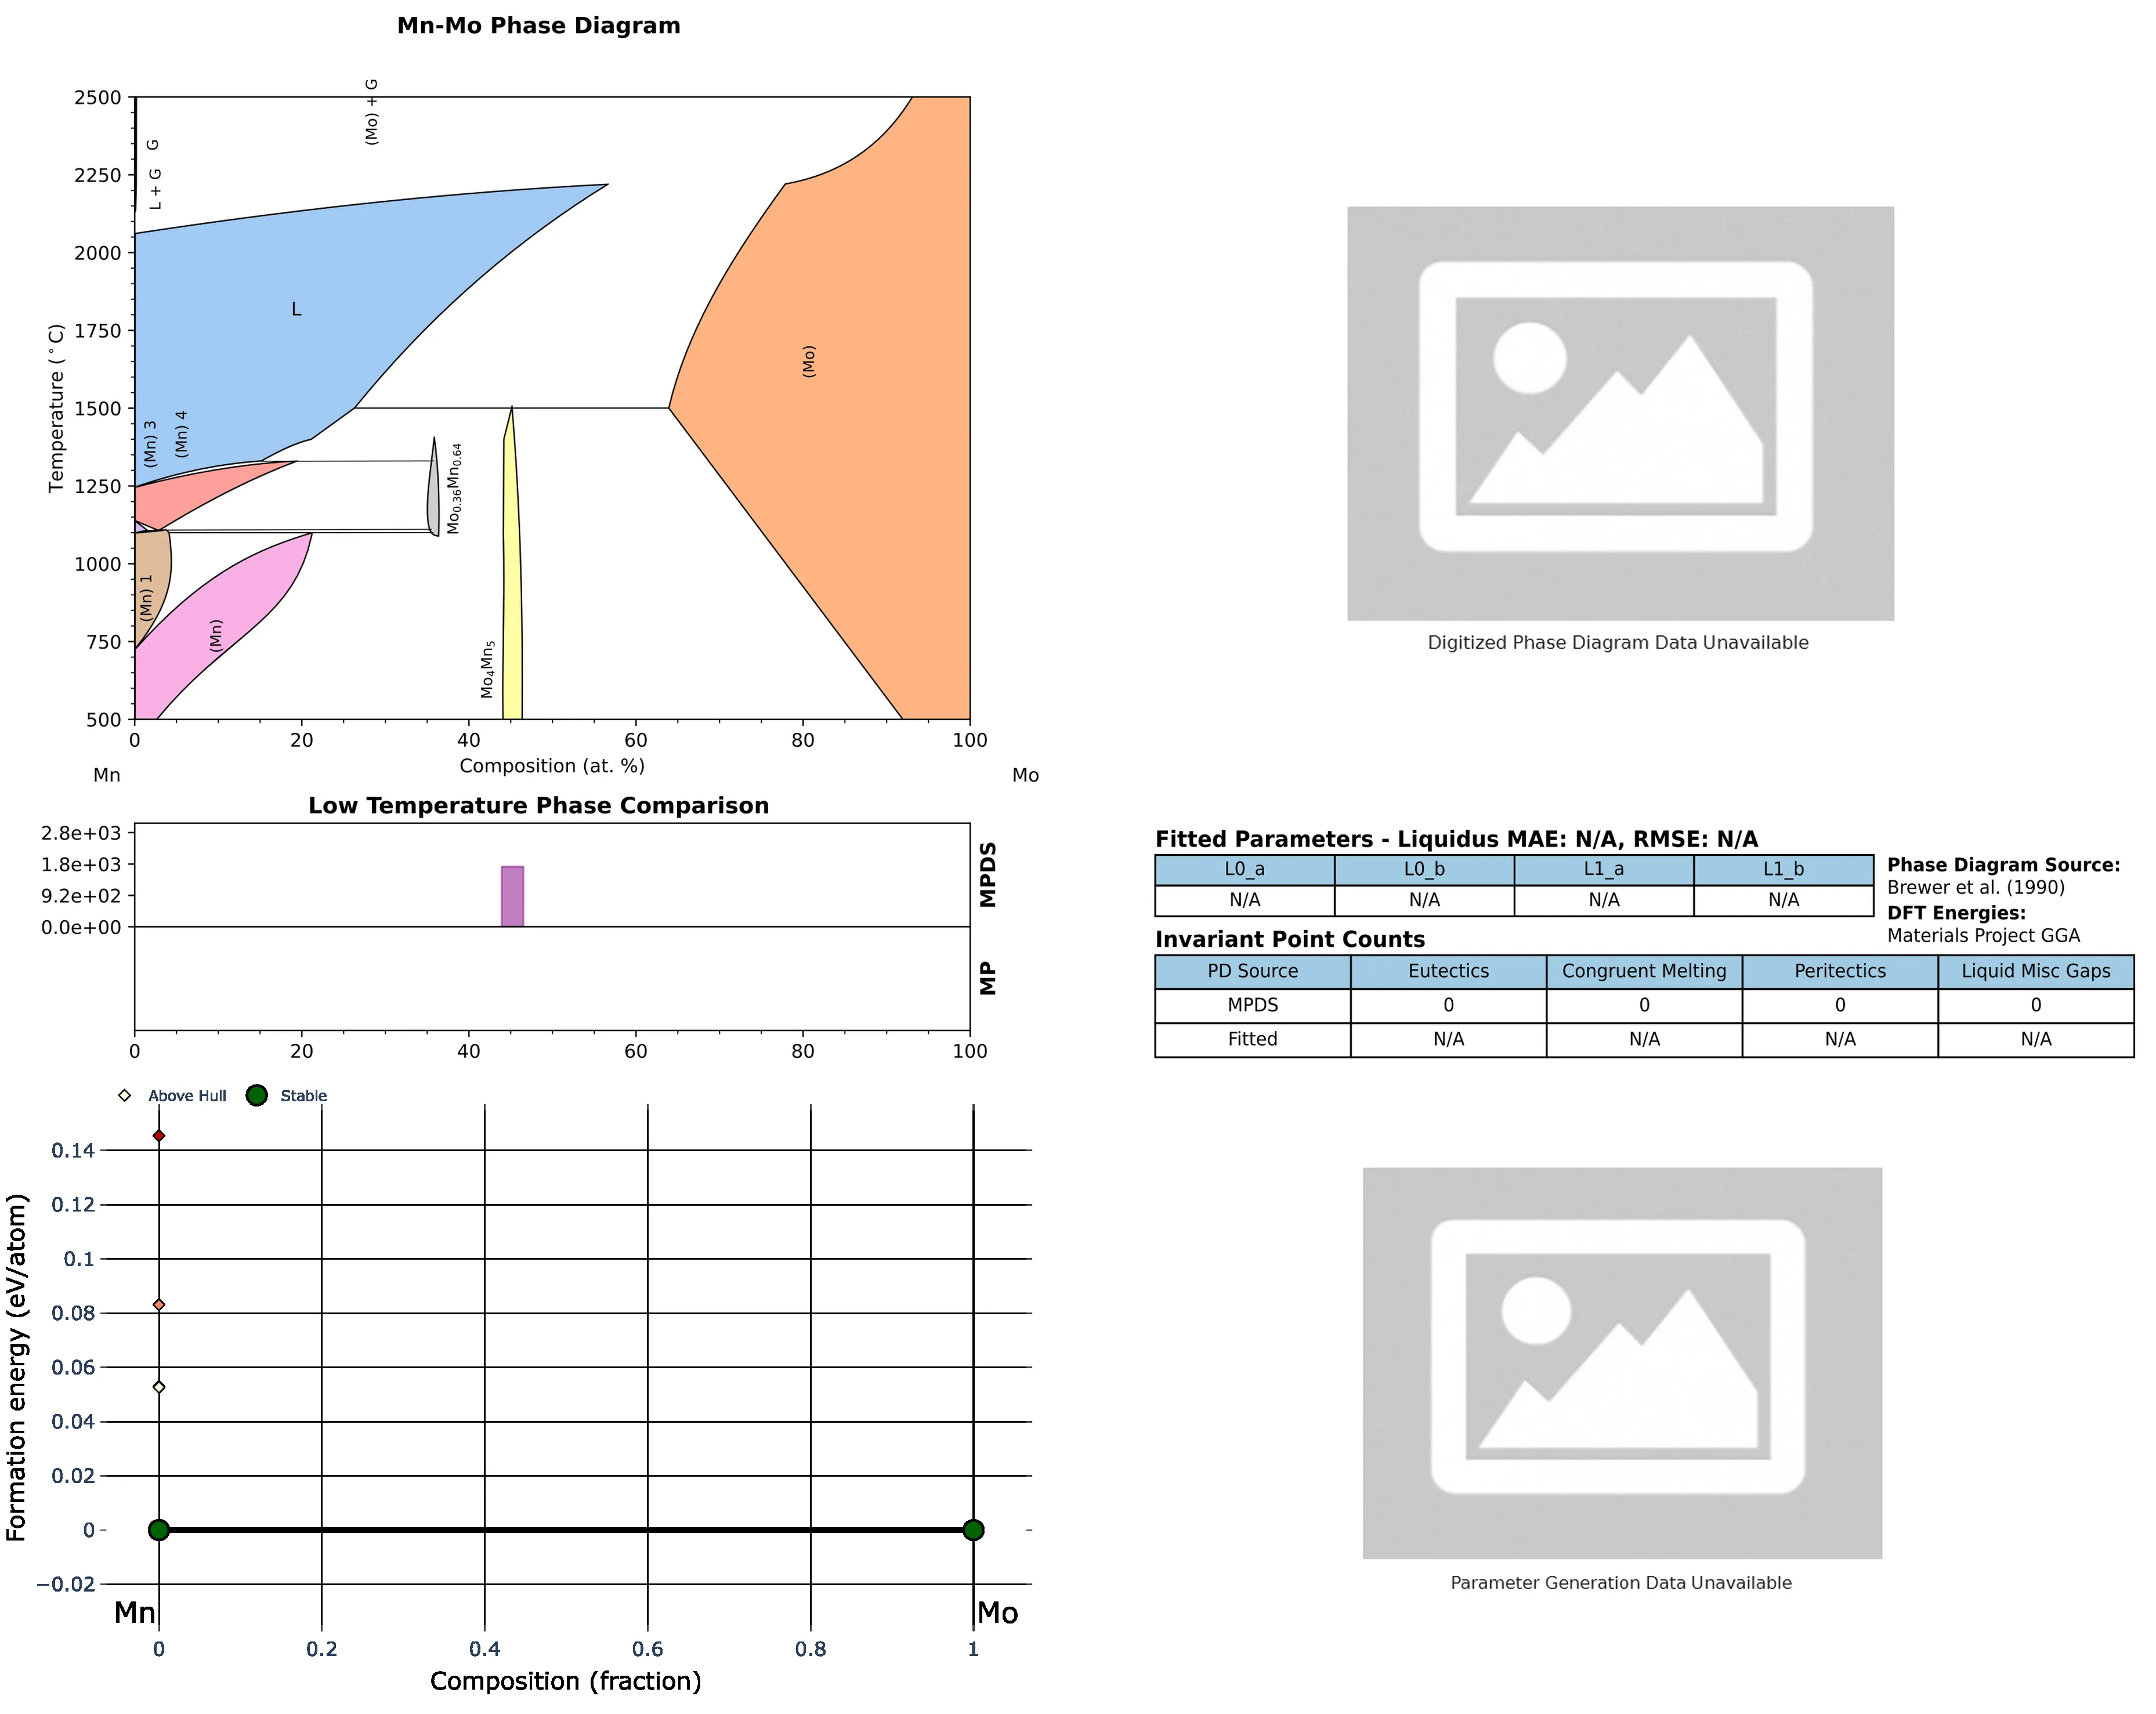 Mn-Mo Phase Diagram
2500
2250
2000
1750
1500
1250
1000
750
500
Temperature (°C)
(Mo) + G
G
L + G
L
(Mo)
(Mn) 3
(Mn) 4
Mo0.36Mn0.64
(Mn) 1
(Mn)
Mo4Mn5
0 20 40 60 80 100
Composition (at. %)
Mn Mo
Digitized Phase Diagram Data Unavailable
Low Temperature Phase Comparison
2.8e+03
1.8e+03
9.2e+02
0.0e+00
MPDS
MP
0 20 40 60 80 100
Fitted Parameters - Liquidus MAE: N/A, RMSE: N/A
L0_a L0_b L1_a L1_b
N/A N/A N/A N/A
Phase Diagram Source:
Brewer et al. (1990)
DFT Energies:
Materials Project GGA
Invariant Point Counts
PD Source Eutectics Congruent Melting Peritectics Liquid Misc Gaps
MPDS 0 0 0 0
Fitted N/A N/A N/A N/A
Above Hull Stable
0.14
0.12
0.1
0.08
0.06
0.04
0.02
0
−0.02
Formation energy (eV/atom)
Mn Mo
0 0.2 0.4 0.6 0.8 1
Composition (fraction)
Parameter Generation Data Unavailable